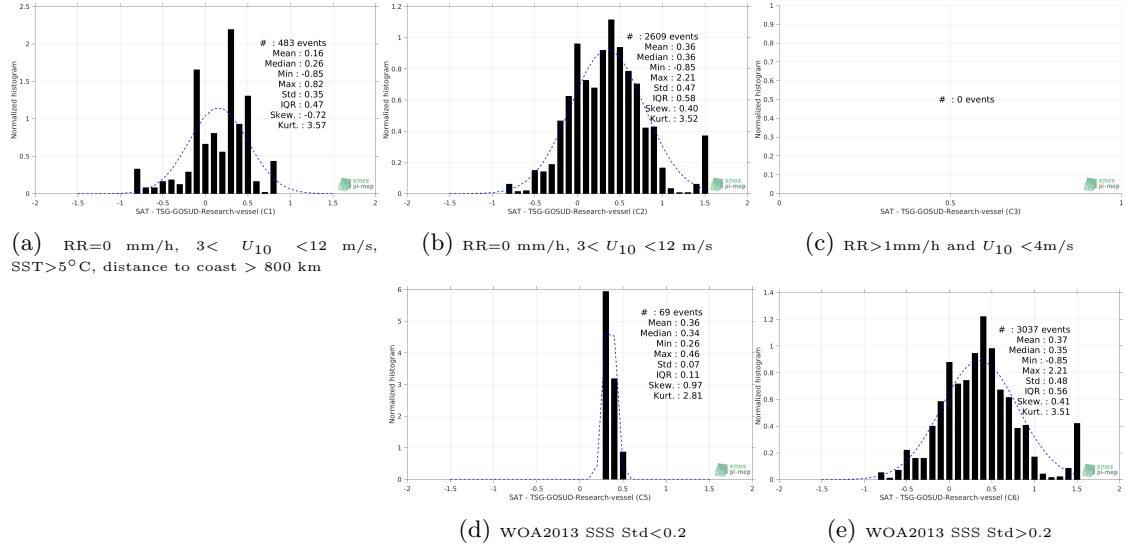 2.5
2
1.5
1
0.5
0
-2
-1.5
-1
-0.5
0
0.5
1
1.5
2
Normalized histogram
SAT - TSG-GOSUD-Research-vessel (C1)
# : 483 events
Mean : 0.16
Median : 0.26
Min : -0.85
Max : 0.82
Std : 0.35
IQR : 0.47
Skew. : -0.72
Kurt. : 3.57
smos
pi-mep
(a) RR=0 mm/h, 3< U10 <12 m/s,
SST>5°C, distance to coast > 800 km
1.2
1
0.8
0.6
0.4
0.2
0
-2
-1.5
-1
-0.5
0
0.5
1
1.5
2
Normalized histogram
SAT - TSG-GOSUD-Research-vessel (C2)
# : 2609 events
Mean : 0.36
Median : 0.36
Min : -0.85
Max : 2.21
Std : 0.47
IQR : 0.58
Skew. : 0.40
Kurt. : 3.52
smos
pi-mep
(b) RR=0 mm/h, 3< U10 <12 m/s
1
0.9
0.8
0.7
0.6
0.5
0.4
0.3
0.2
0.1
0
0
0.5
1
Normalized histogram
SAT - TSG-GOSUD-Research-vessel (C3)
# : 0 events
smos
pi-mep
(c) RR>1mm/h and U10 <4m/s
6
5
4
3
2
1
0
-2
-1.5
-1
-0.5
0
0.5
1
1.5
2
Normalized histogram
SAT - TSG-GOSUD-Research-vessel (C5)
# : 69 events
Mean : 0.36
Median : 0.34
Min : 0.26
Max : 0.46
Std : 0.07
IQR : 0.11
Skew. : 0.97
Kurt. : 2.81
smos
pi-mep
(d) WOA2013 SSS Std<0.2
1.4
1.2
1
0.8
0.6
0.4
0.2
0
-2
-1.5
-1
-0.5
0
0.5
1
1.5
2
Normalized histogram
SAT - TSG-GOSUD-Research-vessel (C6)
# : 3037 events
Mean : 0.37
Median : 0.35
Min : -0.85
Max : 2.21
Std : 0.48
IQR : 0.56
Skew. : 0.41
Kurt. : 3.51
smos
pi-mep
(e) WOA2013 SSS Std>0.2